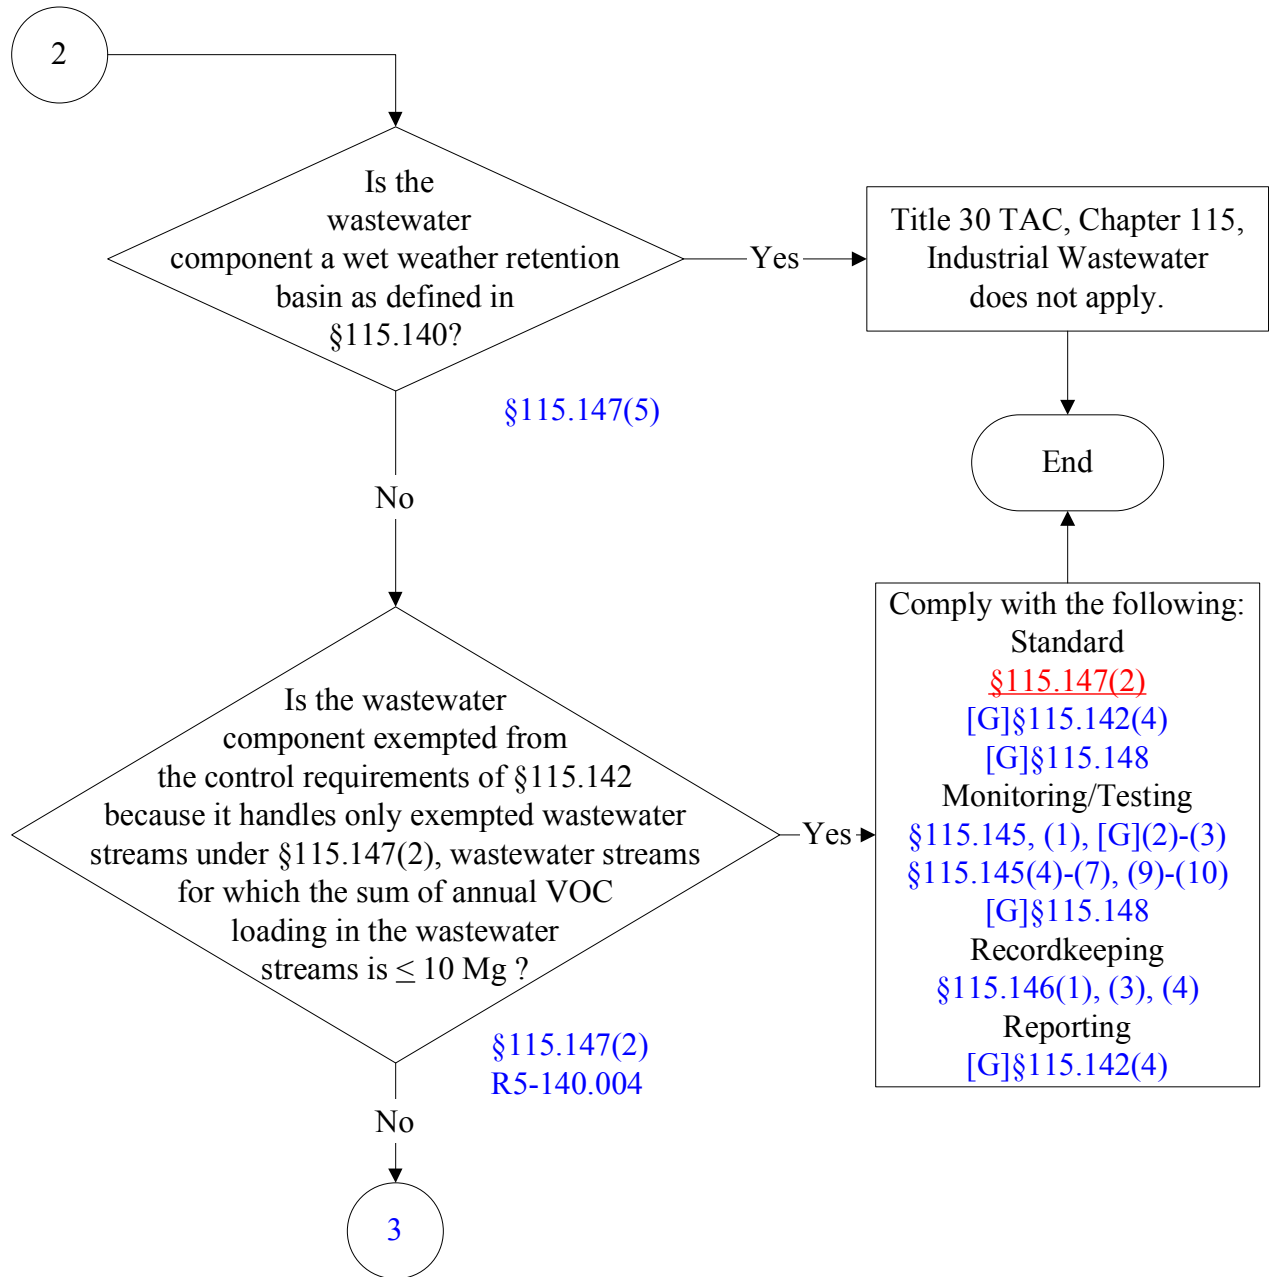 2
Is the
wastewater
component a wet weather retention
basin as defined in
§115.140?
Yes
Title 30 TAC, Chapter 115,
Industrial Wastewater
does not apply.
§115.147(5)
End
No
Is the wastewater
component exempted from
the control requirements of §115.142
because it handles only exempted wastewater
streams under §115.147(2), wastewater streams
for which the sum of annual VOC
loading in the wastewater
streams is ≤ 10 Mg ?
Yes
Comply with the following:
Standard
§115.147(2)
[G]§115.142(4)
[G]§115.148
Monitoring/Testing
§115.145, (1), [G](2)-(3)
§115.145(4)-(7), (9)-(10)
[G]§115.148
Recordkeeping
§115.146(1), (3), (4)
Reporting
[G]§115.142(4)
§115.147(2)
R5-140.004
No
3